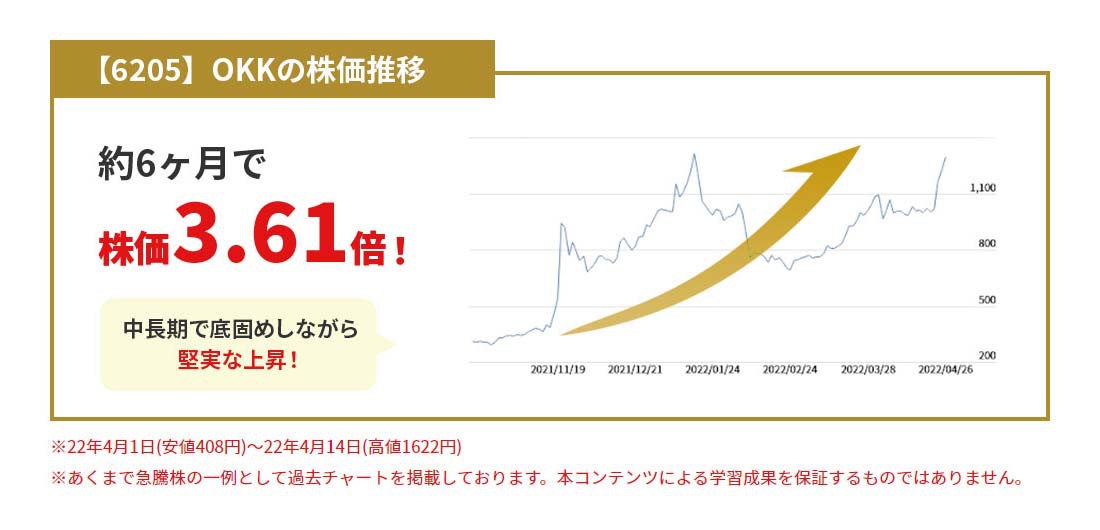 【6205】OKKの株価推移
約6ヶ月で
株価3.61倍！
中長期で底固めしながら
堅実な上昇！
1,100
800
500
200
2021/11/19 2021/12/21 2022/01/24 2022/02/24 2022/03/28 2022/04/26
※22年4月1日(安値408円)〜22年4月14日(高値1622円)
※あくまで急騰株の一例として過去チャートを掲載しております。本コンテンツによる学習成果を保証するものではありません。